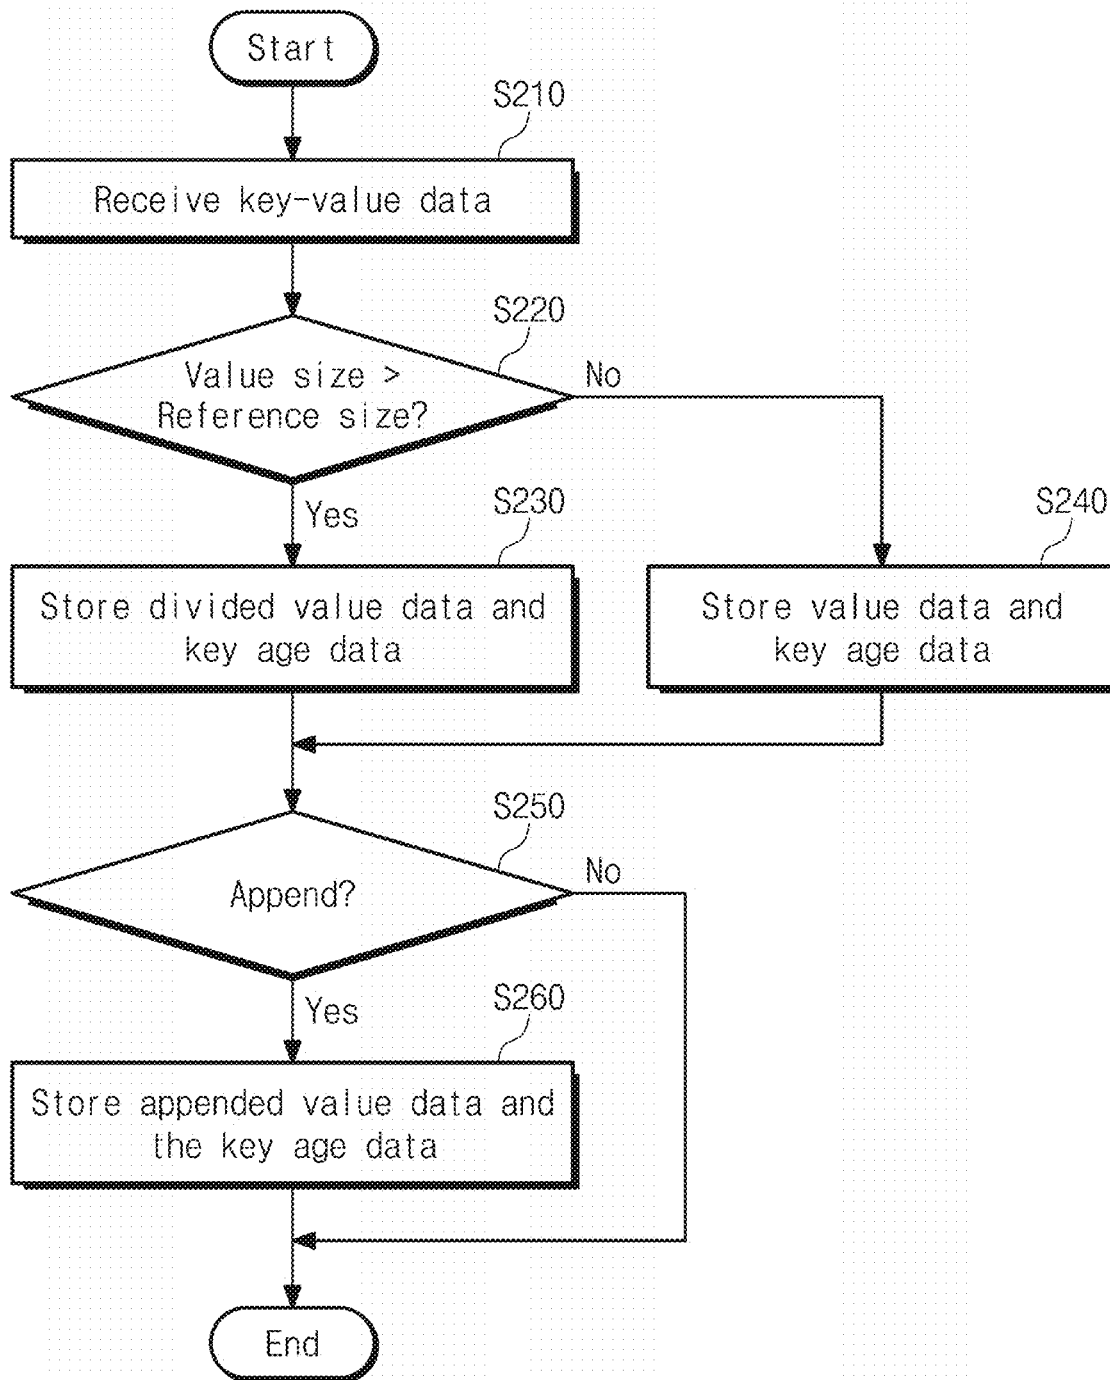 Start
S210
Receive key-value data
S220
Value size >
Reference size?
No
Yes
S230
S240
Store divided value data and
key age data
Store value data and
key age data
S250
Append?
No
Yes
S260
Store appended value data and
the key age data
End